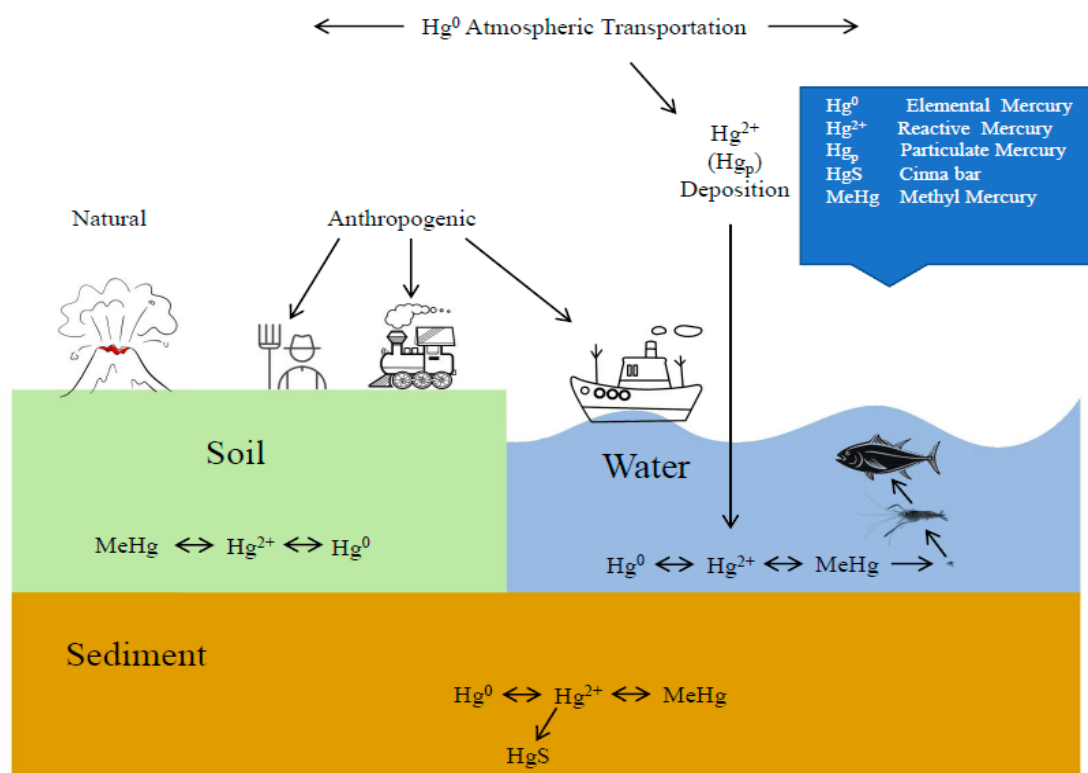 Hg⁰ Atmospheric Transportation
Hg⁰ Elemental Mercury
Hg²⁺ Reactive Mercury
Hgₚ Particulate Mercury
HgS Cinna bar
MeHg Methyl Mercury
Hg²⁺
(Hgₚ)
Deposition
Natural
Anthropogenic
Soil
Water
MeHg Hg²⁺ Hg⁰
Hg⁰ Hg²⁺ MeHg
Sediment
Hg⁰ Hg²⁺ MeHg
HgS